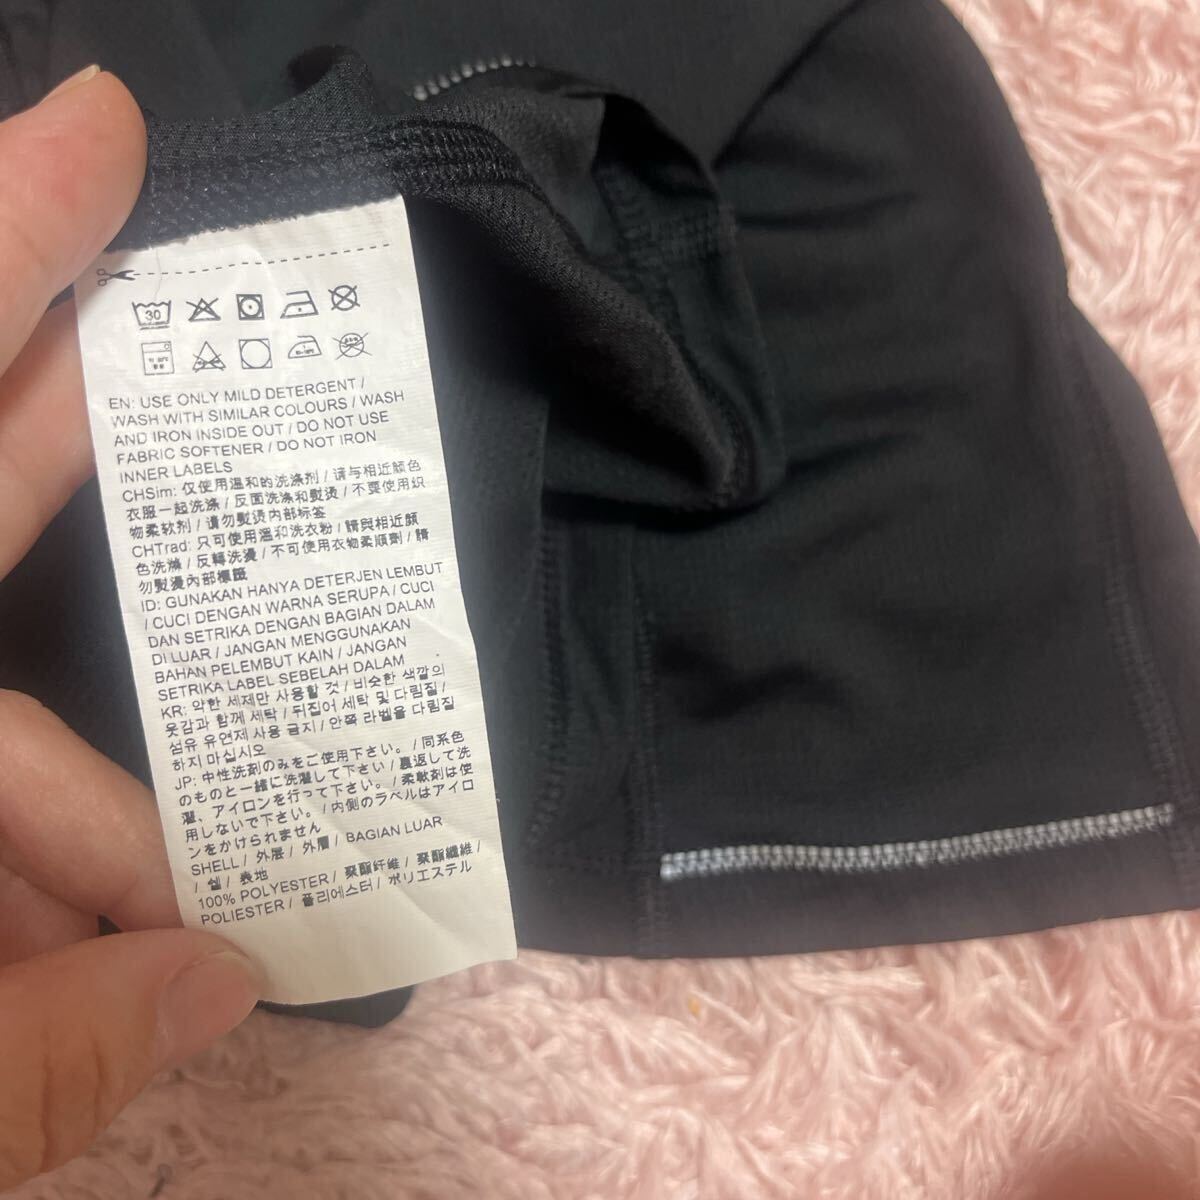 30
EN: USE ONLY MILD DETERGENT /
WASH WITH SIMILAR COLOURS / WASH
AND IRON INSIDE OUT / DO NOT USE
FABRIC SOFTENER / DO NOT IRON
INNER LABELS
CHSim: 仅使用温和的洗涤剂 / 请与相近颜色
衣服一起洗涤 / 反面洗涤和熨烫 / 不要使用织
物柔软剂 / 请勿熨烫内部标签
CHTrad: 只可使用溫和洗衣粉 / 請與相近顏
色洗滌 / 反轉洗燙 / 不可使用衣物柔順劑 / 請
勿熨燙內部標籤
ID: GUNAKAN HANYA DETERJEN LEMBUT
/ CUCI DENGAN WARNA SERUPA / CUCI
DAN SETRIKA DENGAN BAGIAN DALAM
DI LUAR / JANGAN MENGGUNAKAN
BAHAN PELEMBUT KAIN / JANGAN
SETRIKA LABEL SEBELAH DALAM
KR: 약한 세제만 사용할 것 / 비슷한 색깔의
옷감과 함께 세탁 / 뒤집어 세탁 및 다림질 /
섬유 유연제 사용 금지 / 안쪽 라벨을 다림질
하지 마십시오
JP: 中性洗剤のみをご使用下さい。 / 同系色
のものと一緒に洗濯して下さい / 裏返して洗
濯、アイロンを行って下さい。 / 柔軟剤は使
用しないで下さい。 / 内側のラベルはアイロ
ンをかけられません
SHELL / 外层 / 外層 / BAGIAN LUAR
/ 쉘 / 表地
100% POLYESTER / 聚酯纤维 / 聚酯纖維 /
POLIESTER / 폴리에스터 / ポリエステル